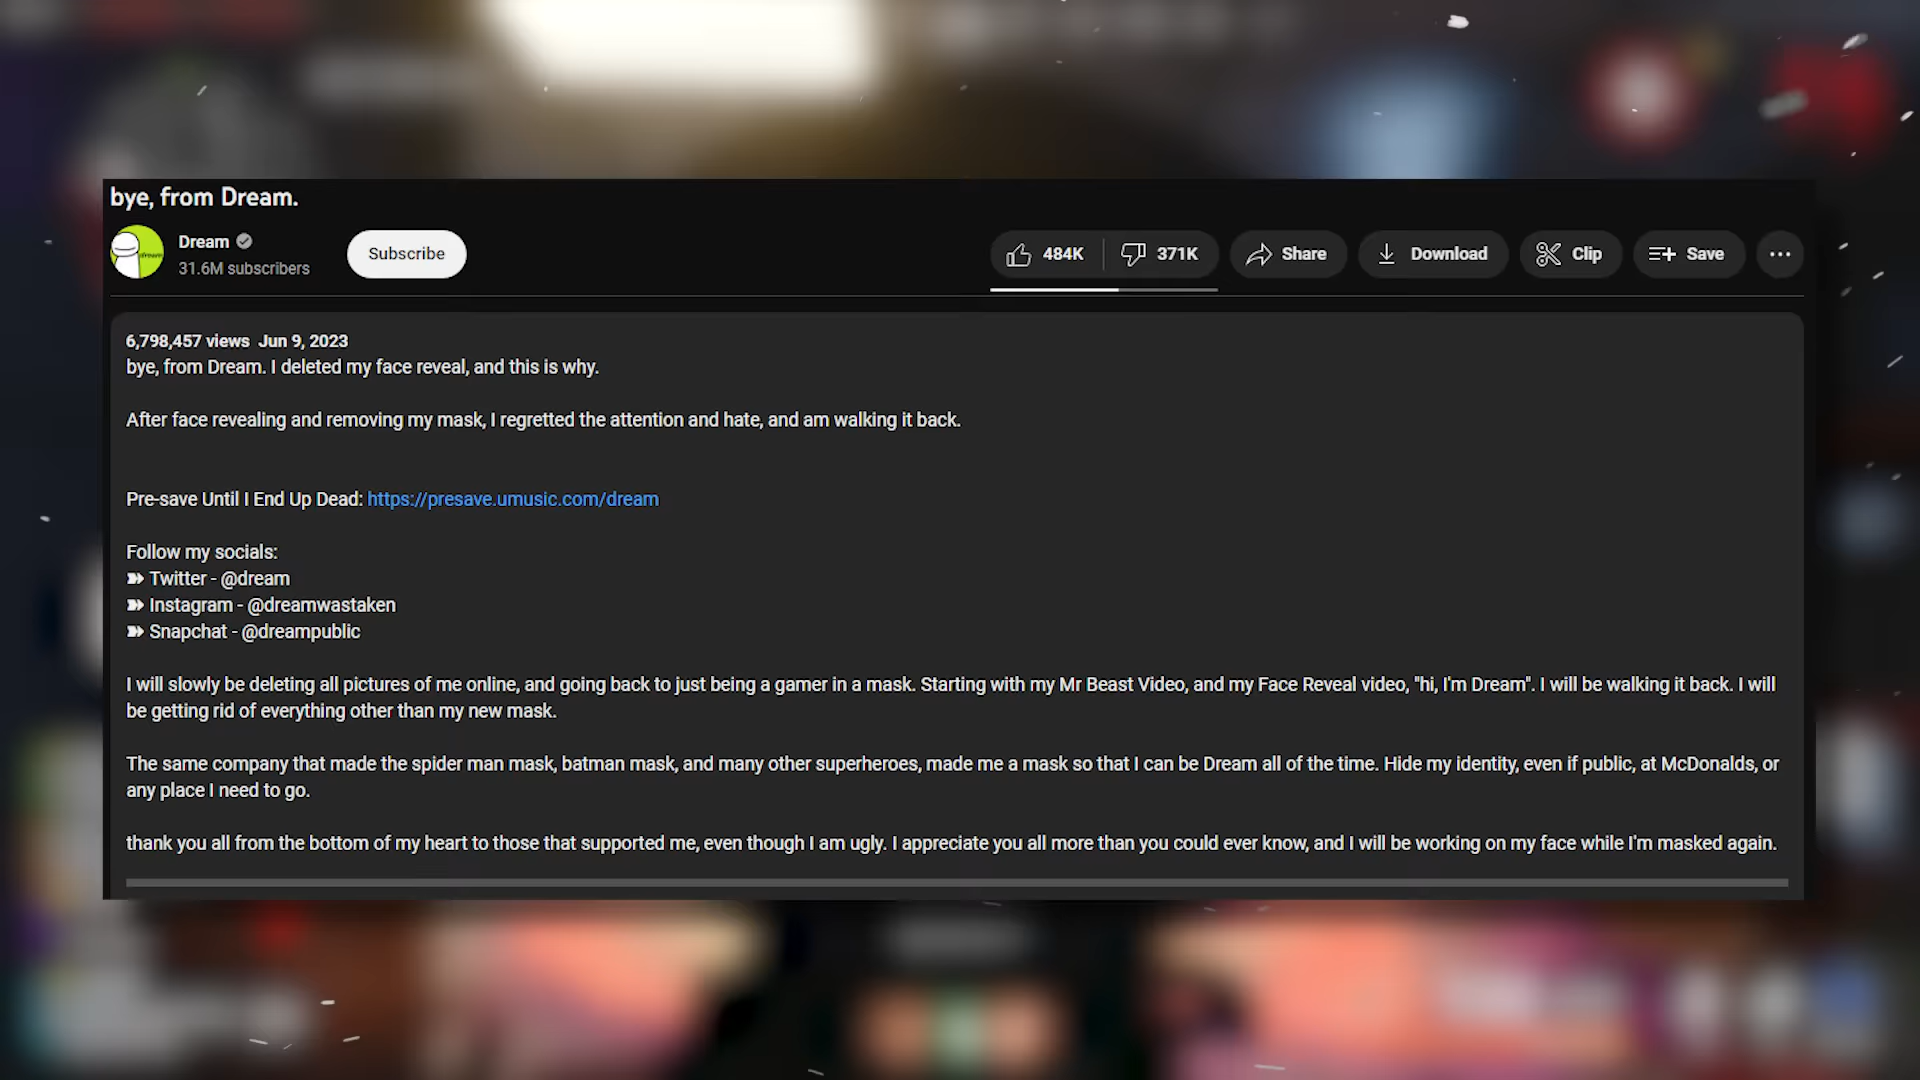 bye, from Dream.
Dream
31.6M subscribers
Subscribe
484K
371K
Share
Download
Clip
Save
6,798,457 views Jun 9, 2023
bye, from Dream. I deleted my face reveal, and this is why.
After face revealing and removing my mask, I regretted the attention and hate, and am walking it back.
Pre-save Until I End Up Dead: https://presave.umusic.com/dream
Follow my socials:
➽ Twitter - @dream
➽ Instagram - @dreamwastaken
➽ Snapchat - @dreampublic
I will slowly be deleting all pictures of me online, and going back to just being a gamer in a mask. Starting with my Mr Beast Video, and my Face Reveal video, "hi, I'm Dream". I will be walking it back. I will
be getting rid of everything other than my new mask.
The same company that made the spider man mask, batman mask, and many other superheroes, made me a mask so that I can be Dream all of the time. Hide my identity, even if public, at McDonalds, or
any place I need to go.
thank you all from the bottom of my heart to those that supported me, even though I am ugly. I appreciate you all more than you could ever know, and I will be working on my face while I'm masked again.